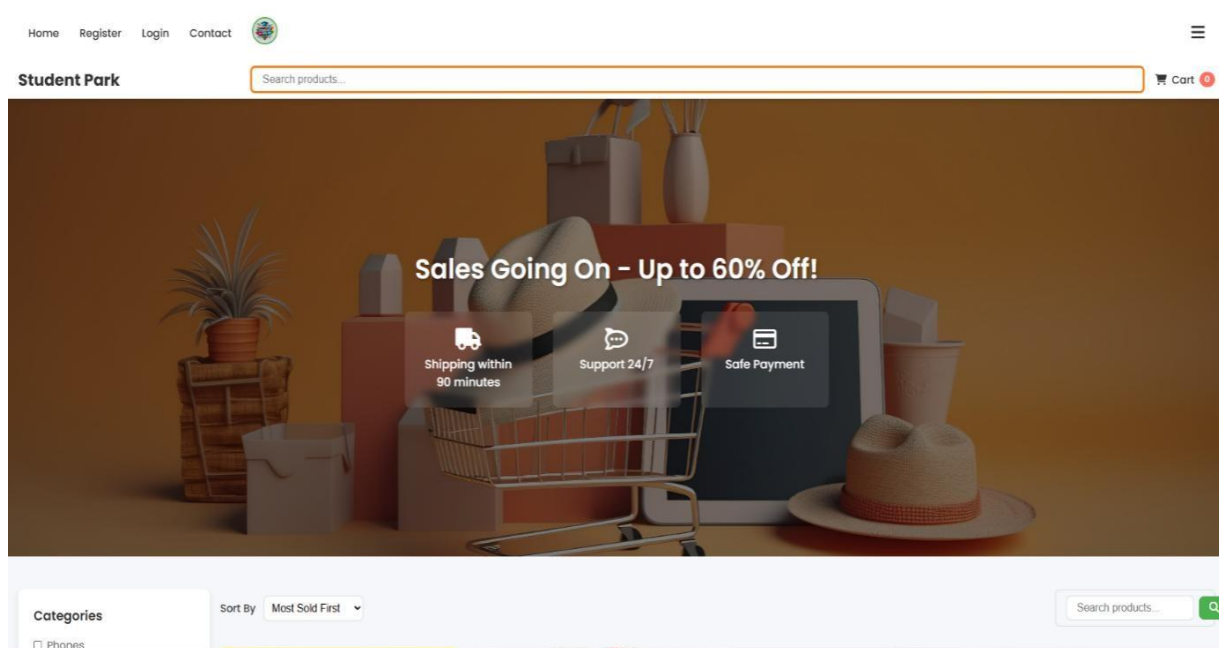 Home Register Login Contact
Student Park
Search products...
Cart 0
Sales Going On - Up to 60% Off!
Shipping within
90 minutes
Support 24/7
Safe Payment
Categories
Sort By Most Sold First
Search products...
Phones